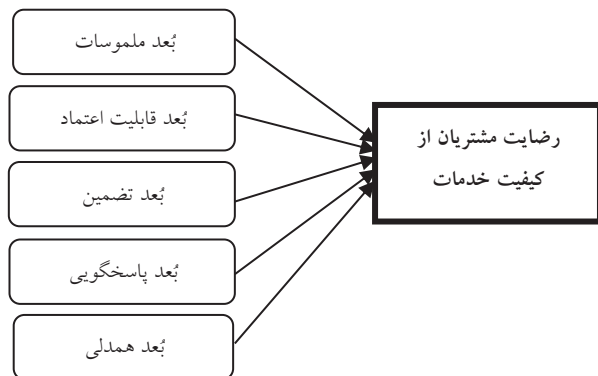 بُعد ملموسات
بُعد قابلیت اعتماد
بُعد تضمین
بُعد پاسخگویی
بُعد همدلی
رضایت مشتریان از
کیفیت خدمات